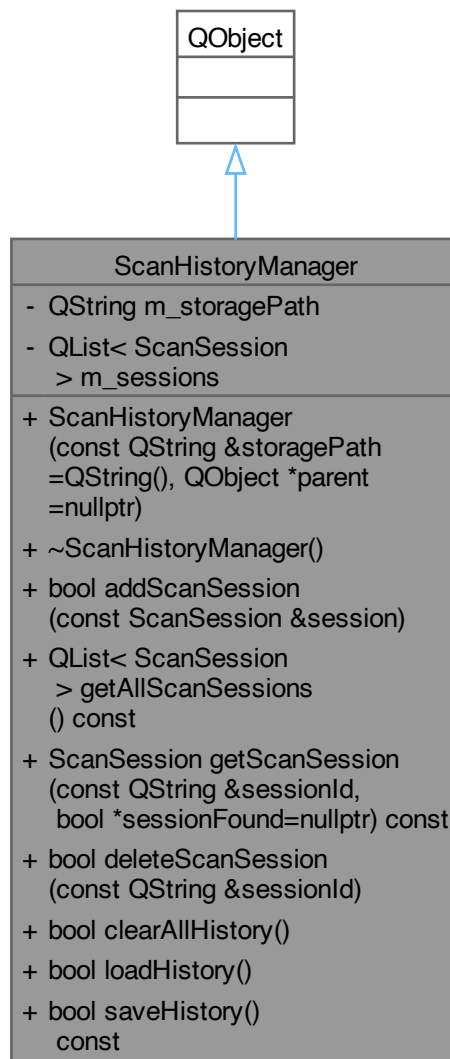 QObject
ScanHistoryManager
- QString m_storagePath
- QList< ScanSession
> m_sessions
+ ScanHistoryManager
(const QString &storagePath
=QString(), QObject *parent
=nullptr)
+ ~ScanHistoryManager()
+ bool addScanSession
(const ScanSession &session)
+ QList< ScanSession
> getAllScanSessions
() const
+ ScanSession getScanSession
(const QString &sessionId,
bool *sessionFound=nullptr) const
+ bool deleteScanSession
(const QString &sessionId)
+ bool clearAllHistory()
+ bool loadHistory()
+ bool saveHistory()
const